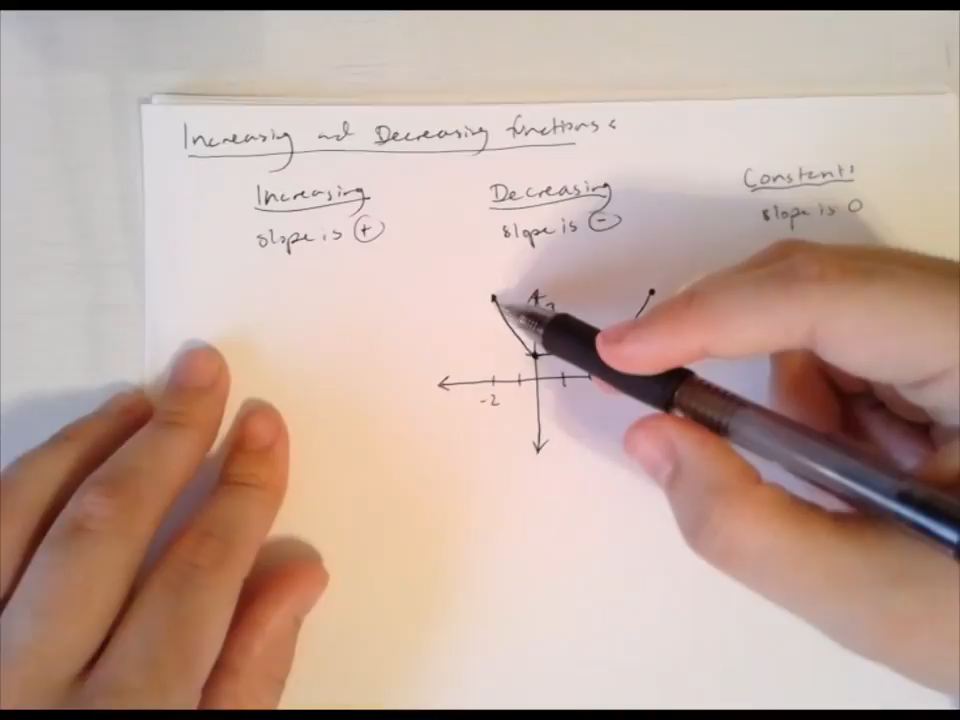 Increasing and Decreasing functions:
Increasing
slope is +
Decreasing
slope is -
Constant:
slope is 0
-2